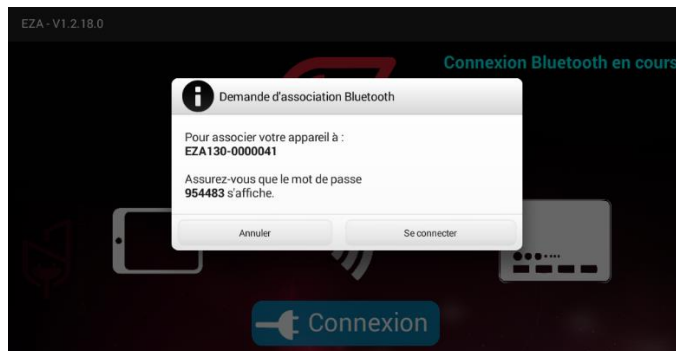 EZA - V1.2.18.0
Connexion Bluetooth en cours
Demande d'association Bluetooth
Pour associer votre appareil à :
EZA130-0000041
Assurez-vous que le mot de passe
954483 s'affiche.
Annuler
Se connecter
Connexion